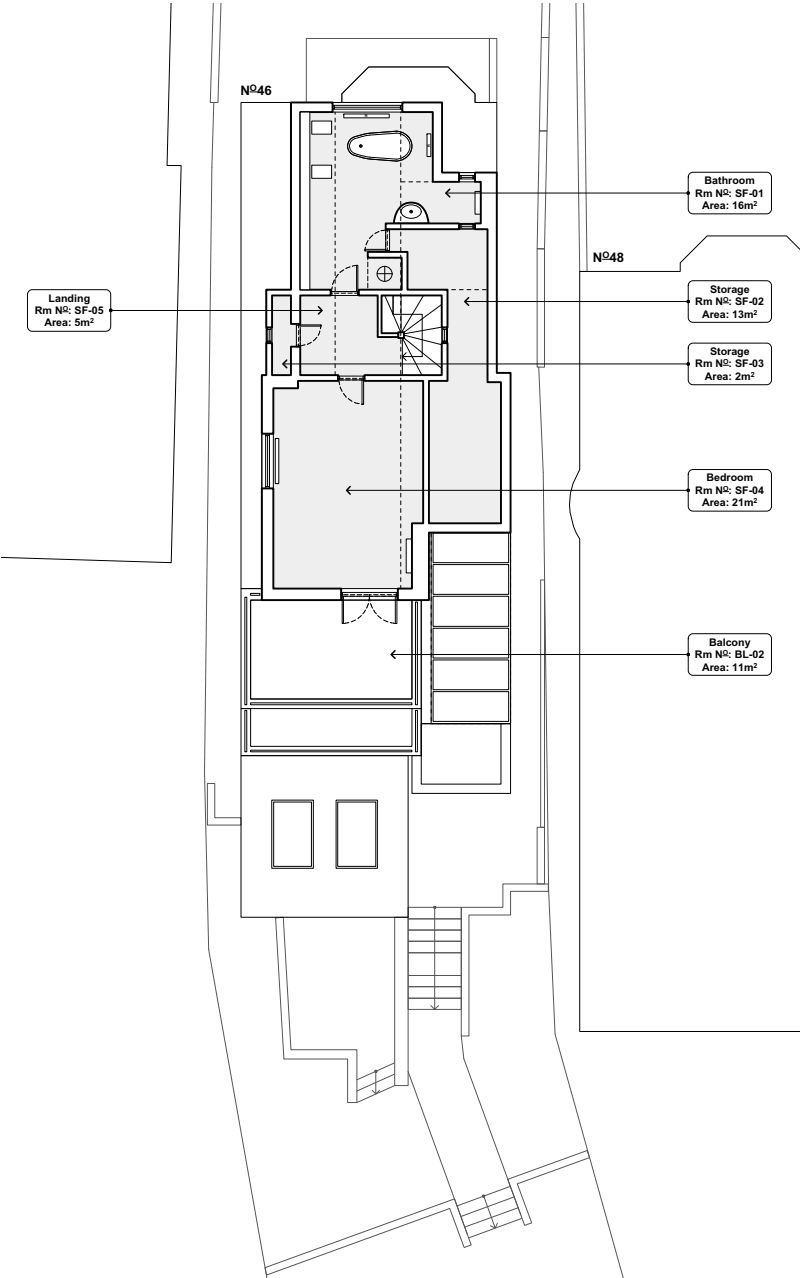 Nº46
Bathroom
Rm Nº: SF-01
Area: 16m²
Nº48
Storage
Rm Nº: SF-02
Area: 13m²
Landing
Rm Nº: SF-05
Area: 5m²
Storage
Rm Nº: SF-03
Area: 2m²
Bedroom
Rm Nº: SF-04
Area: 21m²
Balcony
Rm Nº: BL-02
Area: 11m²